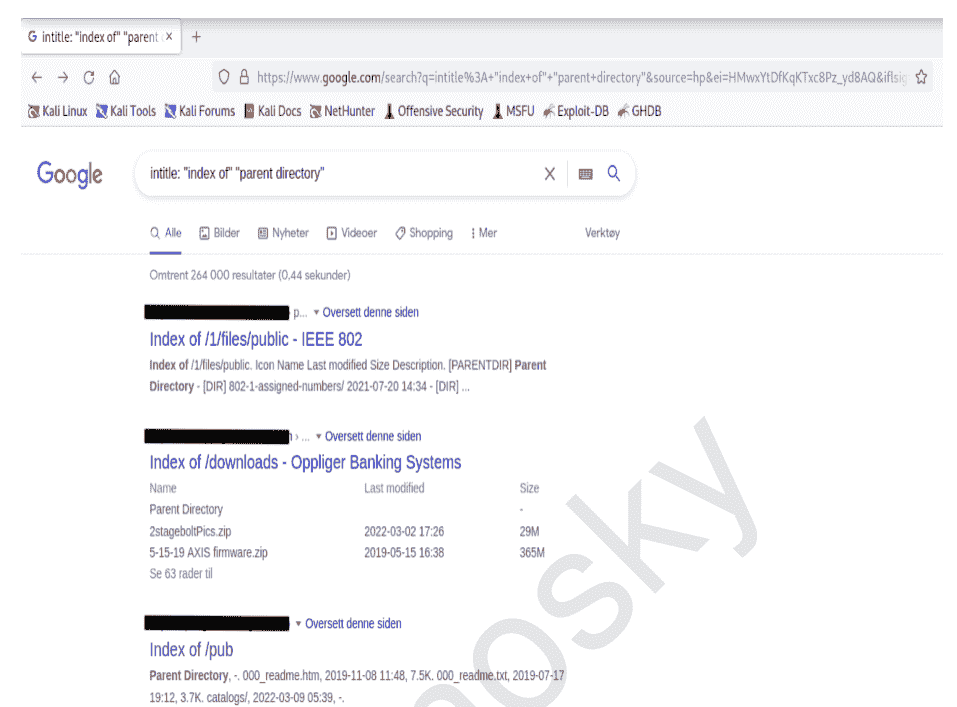 G intitle: "index of" "parent d × +
https://www.google.com/search?q=intitle%3A+"index+of"+"parent+directory"&source=hp&ei=HMwxYtDfKqKTxc8Pz_yd8AQ&iflsig
Kali Linux Kali Tools Kali Forums Kali Docs NetHunter Offensive Security MSFU Exploit-DB GHDB
Google intitle: "index of" "parent directory"
Alle Bilder Nyheter Videoer Shopping Mer Verktøy
Omtrent 264 000 resultater (0,44 sekunder)
p... Oversett denne siden
Index of /1/files/public - IEEE 802
Index of /1/files/public. Icon Name Last modified Size Description. [PARENTDIR] Parent
Directory - [DIR] 802-1-assigned-numbers/ 2021-07-20 14:34 - [DIR] ...
› ... Oversett denne siden
Index of /downloads - Oppliger Banking Systems
Name Last modified Size
Parent Directory -
2stageboltPics.zip 2022-03-02 17:26 29M
5-15-19 AXIS firmware.zip 2019-05-15 16:38 365M
Se 63 rader til
Oversett denne siden
Index of /pub
Parent Directory, -. 000_readme.htm, 2019-11-08 11:48, 7.5K. 000_readme.txt, 2019-07-17
19:12, 3.7K. catalogs/, 2022-03-09 05:39, -.
nosky